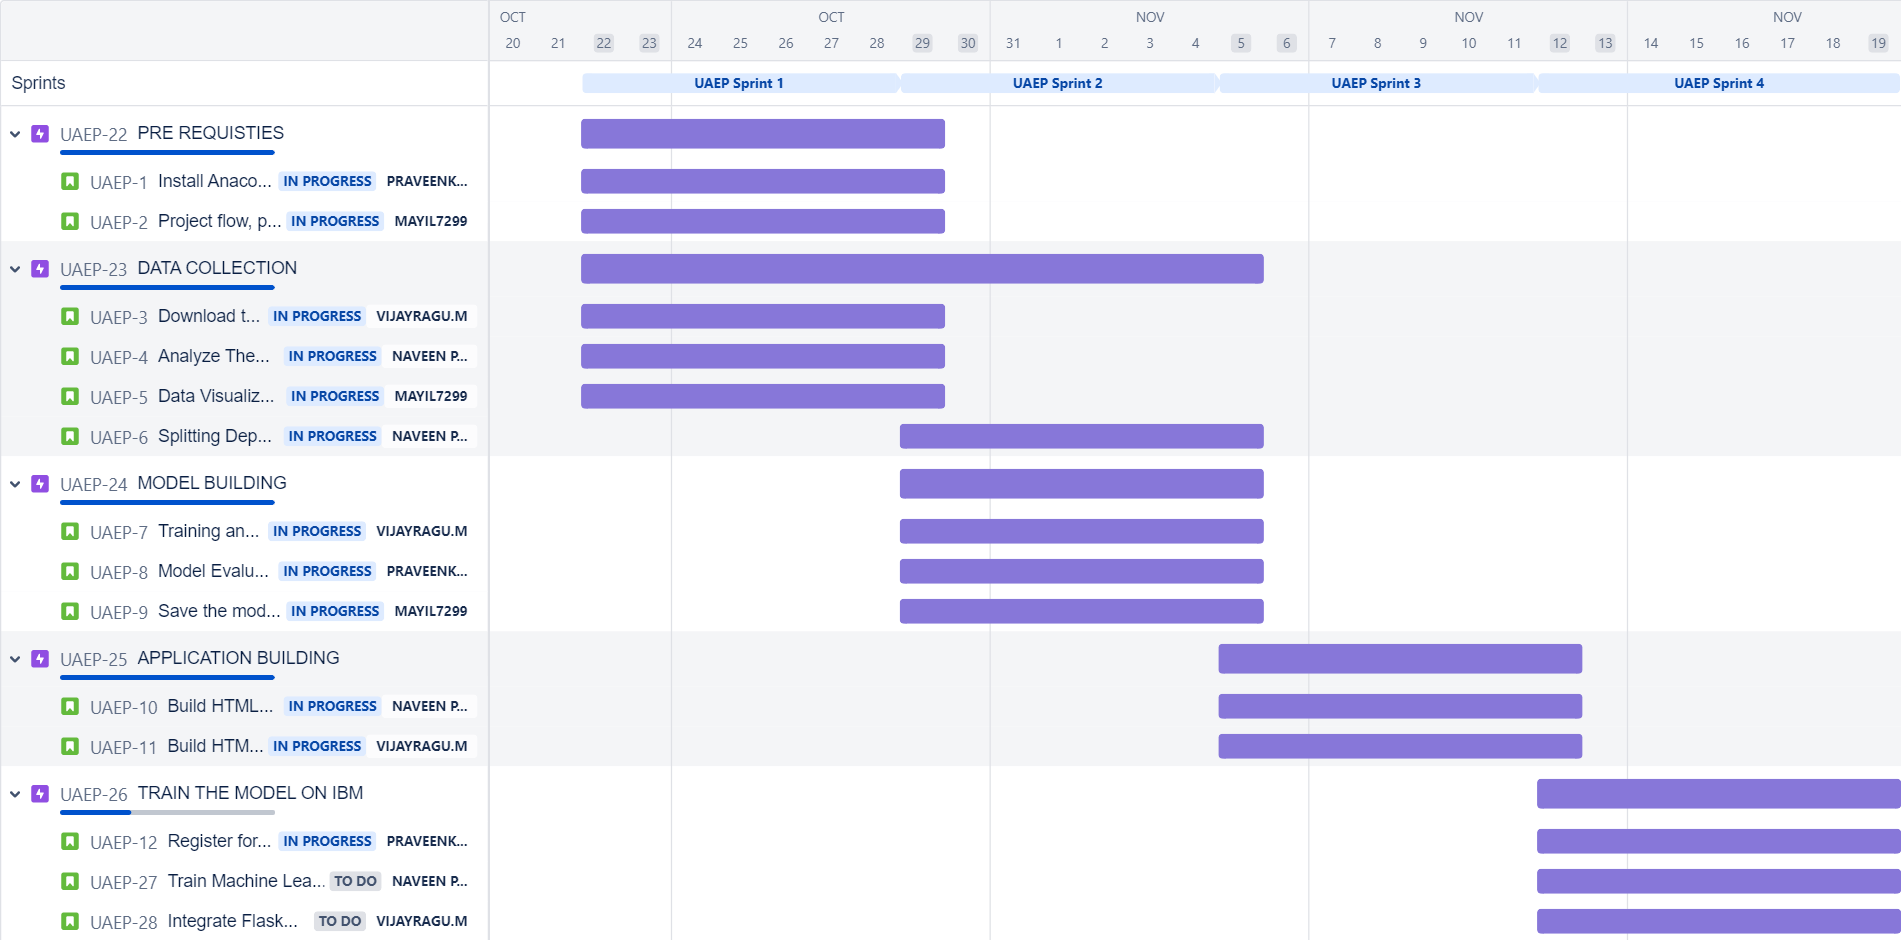 OCT OCT NOV NOV NOV
20 21 22 23 24 25 26 27 28 29 30 31 1 2 3 4 5 6 7 8 9 10 11 12 13 14 15 16 17 18 19
Sprints UAEP Sprint 1 UAEP Sprint 2 UAEP Sprint 3 UAEP Sprint 4
UAEP-22 PRE REQUISTIES
UAEP-1 Install Anaco... IN PROGRESS PRAVEENK...
UAEP-2 Project flow, p... IN PROGRESS MAYIL7299
UAEP-23 DATA COLLECTION
UAEP-3 Download t... IN PROGRESS VIJAYRAGU.M
UAEP-4 Analyze The... IN PROGRESS NAVEEN P...
UAEP-5 Data Visualiz... IN PROGRESS MAYIL7299
UAEP-6 Splitting Dep... IN PROGRESS NAVEEN P...
UAEP-24 MODEL BUILDING
UAEP-7 Training an... IN PROGRESS VIJAYRAGU.M
UAEP-8 Model Evalu... IN PROGRESS PRAVEENK...
UAEP-9 Save the mod... IN PROGRESS MAYIL7299
UAEP-25 APPLICATION BUILDING
UAEP-10 Build HTML... IN PROGRESS NAVEEN P...
UAEP-11 Build HTM... IN PROGRESS VIJAYRAGU.M
UAEP-26 TRAIN THE MODEL ON IBM
UAEP-12 Register for... IN PROGRESS PRAVEENK...
UAEP-27 Train Machine Lea... TO DO NAVEEN P...
UAEP-28 Integrate Flask... TO DO VIJAYRAGU.M